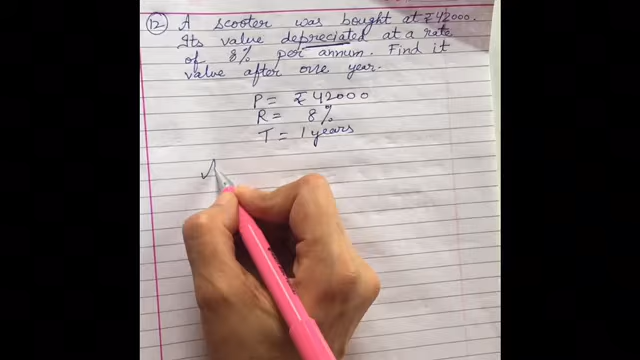 12 A scooter was bought at ₹42000.
Its value depreciated at a rate
of 8% per annum. Find it
value after one year.
P = ₹42000
R = 8%
T = 1 years
A